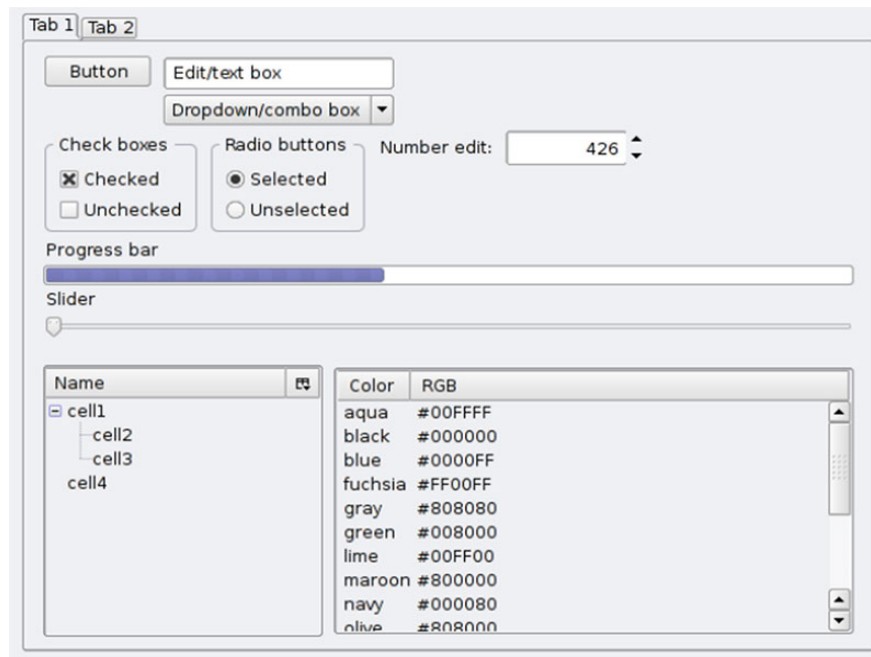 Tab 1 Tab 2
Button Edit/text box
Dropdown/combo box
Check boxes Radio buttons Number edit: 426
Checked Selected
Unchecked Unselected
Progress bar
Slider
Name Color RGB
cell1 aqua #00FFFF
cell2 black #000000
cell3 blue #0000FF
cell4 fuchsia #FF00FF
gray #808080
green #008000
lime #00FF00
maroon #800000
navy #000080
olive #808000